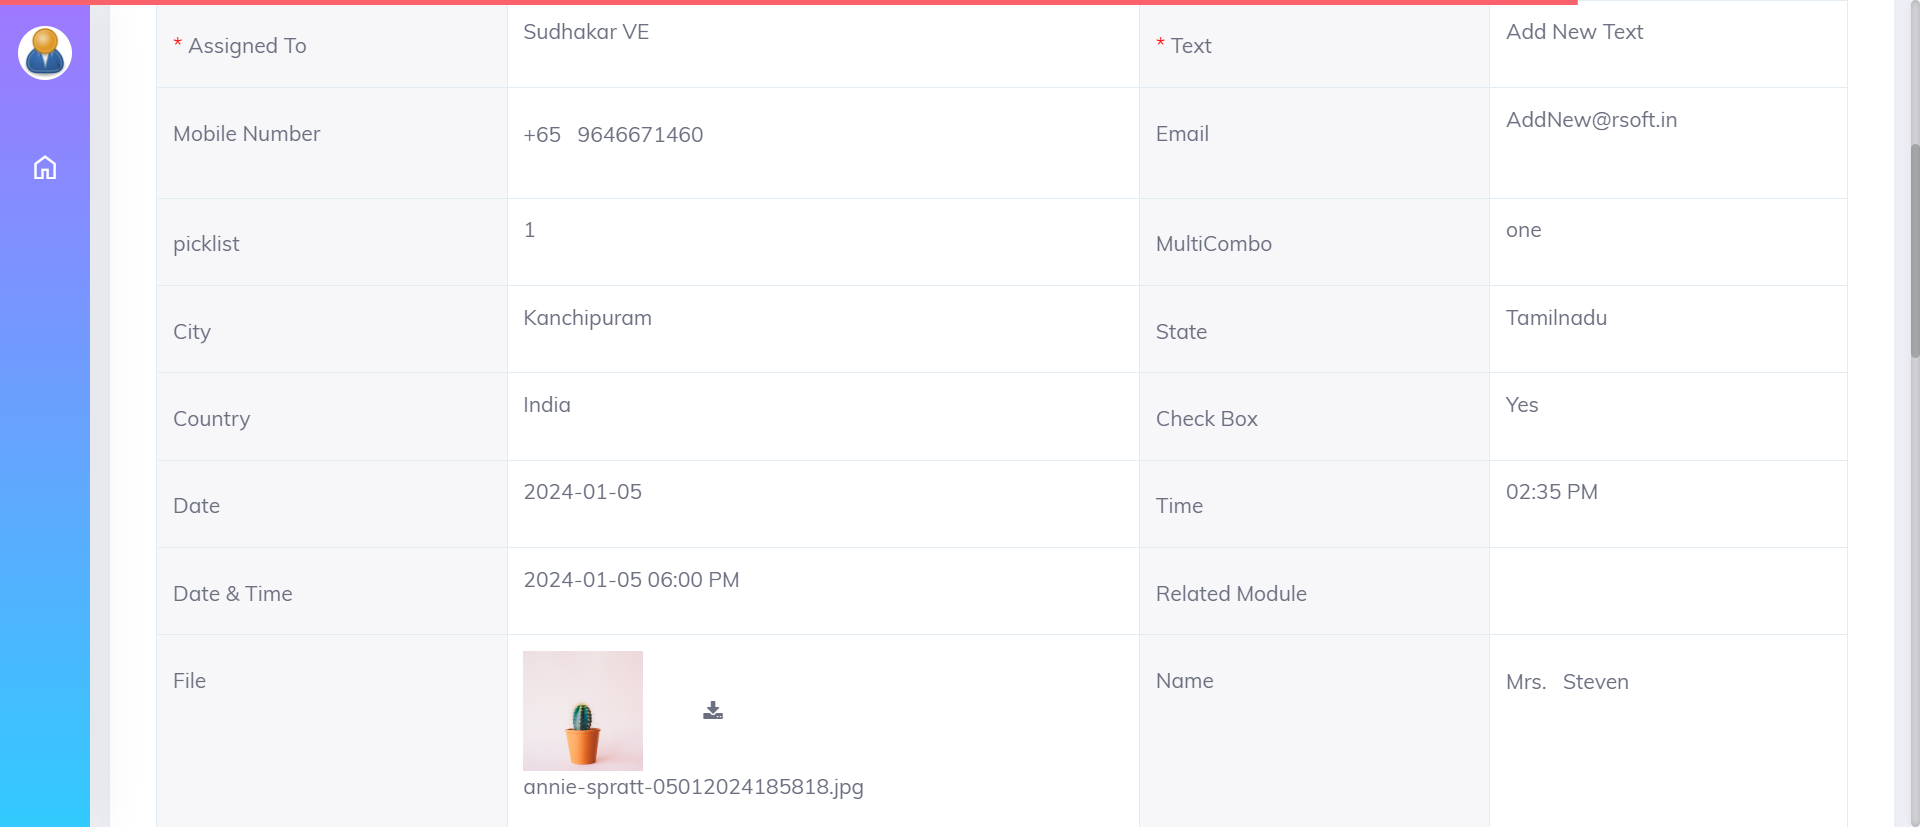 * Assigned To Sudhakar VE * Text Add New Text
Mobile Number +65 9646671460 Email AddNew@rsoft.in
picklist 1 MultiCombo one
City Kanchipuram State Tamilnadu
Country India Check Box Yes
Date 2024-01-05 Time 02:35 PM
Date & Time 2024-01-05 06:00 PM Related Module
File Name Mrs. Steven
annie-spratt-05012024185818.jpg